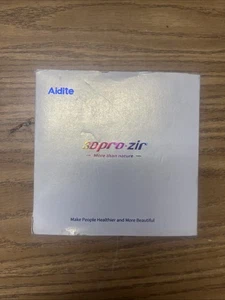 Aidite
3D pro zir
Make People Healthier and More Beautiful